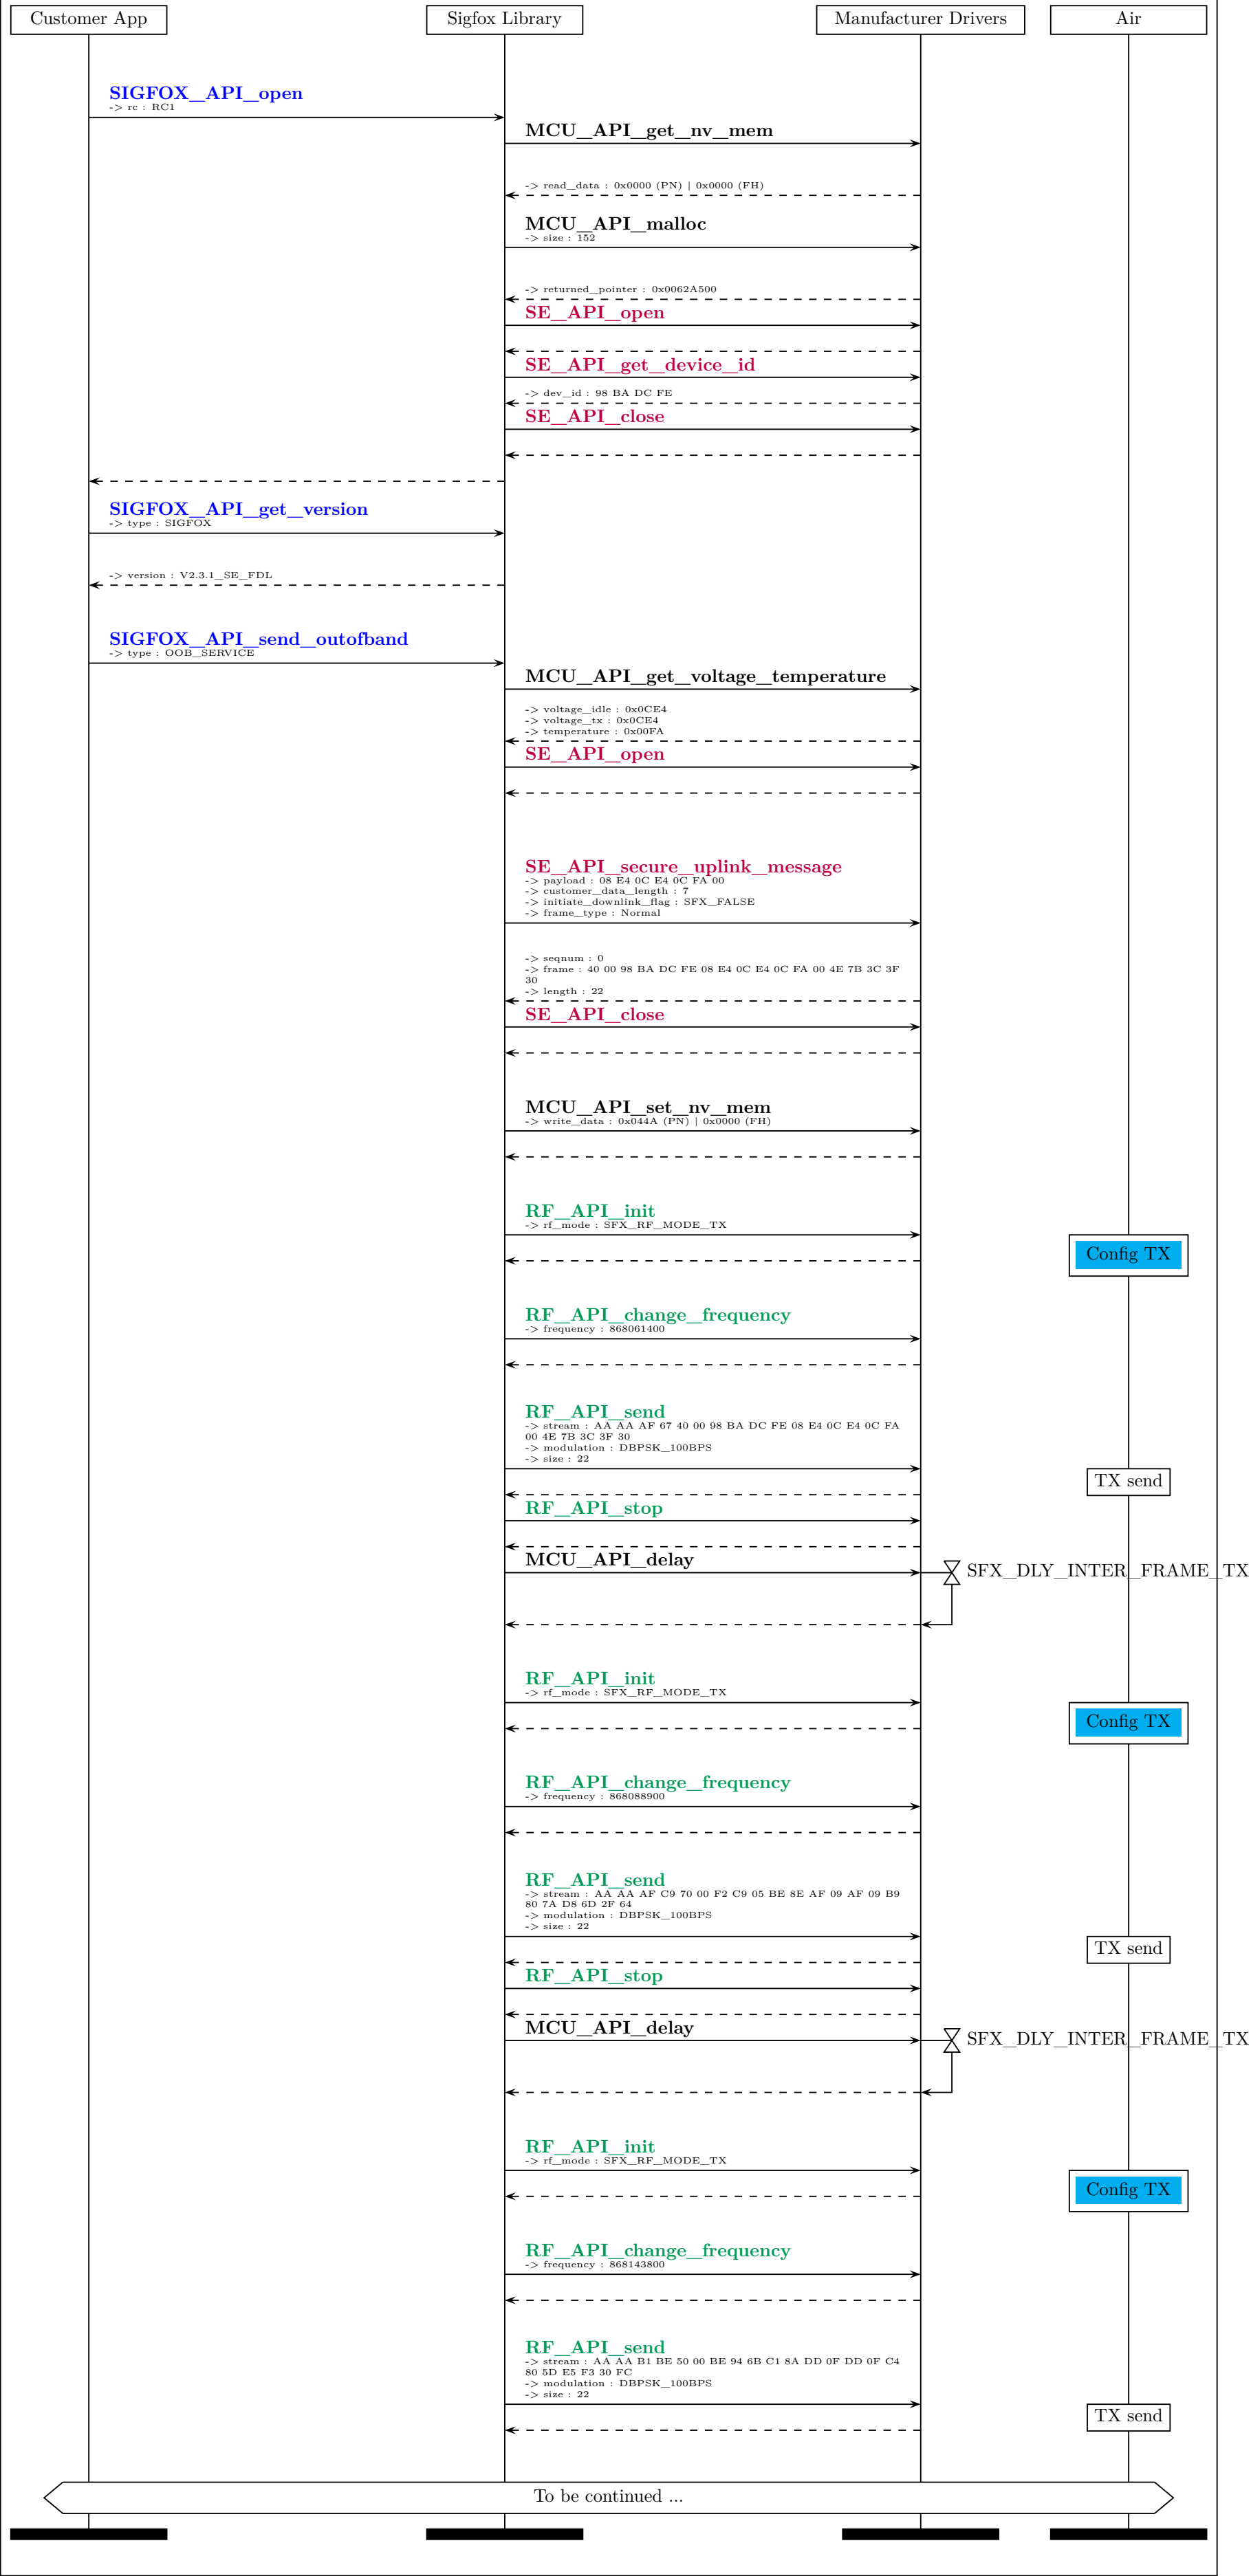 Customer App
Sigfox Library
Manufacturer Drivers
Air
SIGFOX_API_open
-> rc : RC1
MCU_API_get_nv_mem
-> read_data : 0x0000 (PN) | 0x0000 (FH)
MCU_API_malloc
-> size : 152
-> returned_pointer : 0x0062A500
SE_API_open
SE_API_get_device_id
-> dev_id : 98 BA DC FE
SE_API_close
SIGFOX_API_get_version
-> type : SIGFOX
-> version : V2.3.1_SE_FDL
SIGFOX_API_send_outofband
-> type : OOB_SERVICE
MCU_API_get_voltage_temperature
-> voltage_idle : 0x0CE4
-> voltage_tx : 0x0CE4
-> temperature : 0x00FA
SE_API_open
SE_API_secure_uplink_message
-> payload : 08 E4 0C E4 0C FA 00
-> customer_data_length : 7
-> initiate_downlink_flag : SFX_FALSE
-> frame_type : Normal
-> seqnum : 0
-> frame : 40 00 98 BA DC FE 08 E4 0C E4 0C FA 00 4E 7B 3C 3F
30
-> length : 22
SE_API_close
MCU_API_set_nv_mem
-> write_data : 0x044A (PN) | 0x0000 (FH)
RF_API_init
-> rf_mode : SFX_RF_MODE_TX
Config TX
RF_API_change_frequency
-> frequency : 868061400
RF_API_send
-> stream : AA AA AF 67 40 00 98 BA DC FE 08 E4 0C E4 0C FA
00 4E 7B 3C 3F 30
-> modulation : DBPSK_100BPS
-> size : 22
TX send
RF_API_stop
MCU_API_delay
SFX_DLY_INTER_FRAME_TX
RF_API_init
-> rf_mode : SFX_RF_MODE_TX
Config TX
RF_API_change_frequency
-> frequency : 868088900
RF_API_send
-> stream : AA AA AF C9 70 00 F2 C9 05 BE 8E AF 09 AF 09 B9
80 7A D8 6D 2F 64
-> modulation : DBPSK_100BPS
-> size : 22
TX send
RF_API_stop
MCU_API_delay
SFX_DLY_INTER_FRAME_TX
RF_API_init
-> rf_mode : SFX_RF_MODE_TX
Config TX
RF_API_change_frequency
-> frequency : 868143800
RF_API_send
-> stream : AA AA B1 BE 50 00 BE 94 6B C1 8A DD 0F DD 0F C4
80 5D E5 F3 30 FC
-> modulation : DBPSK_100BPS
-> size : 22
TX send
To be continued ...